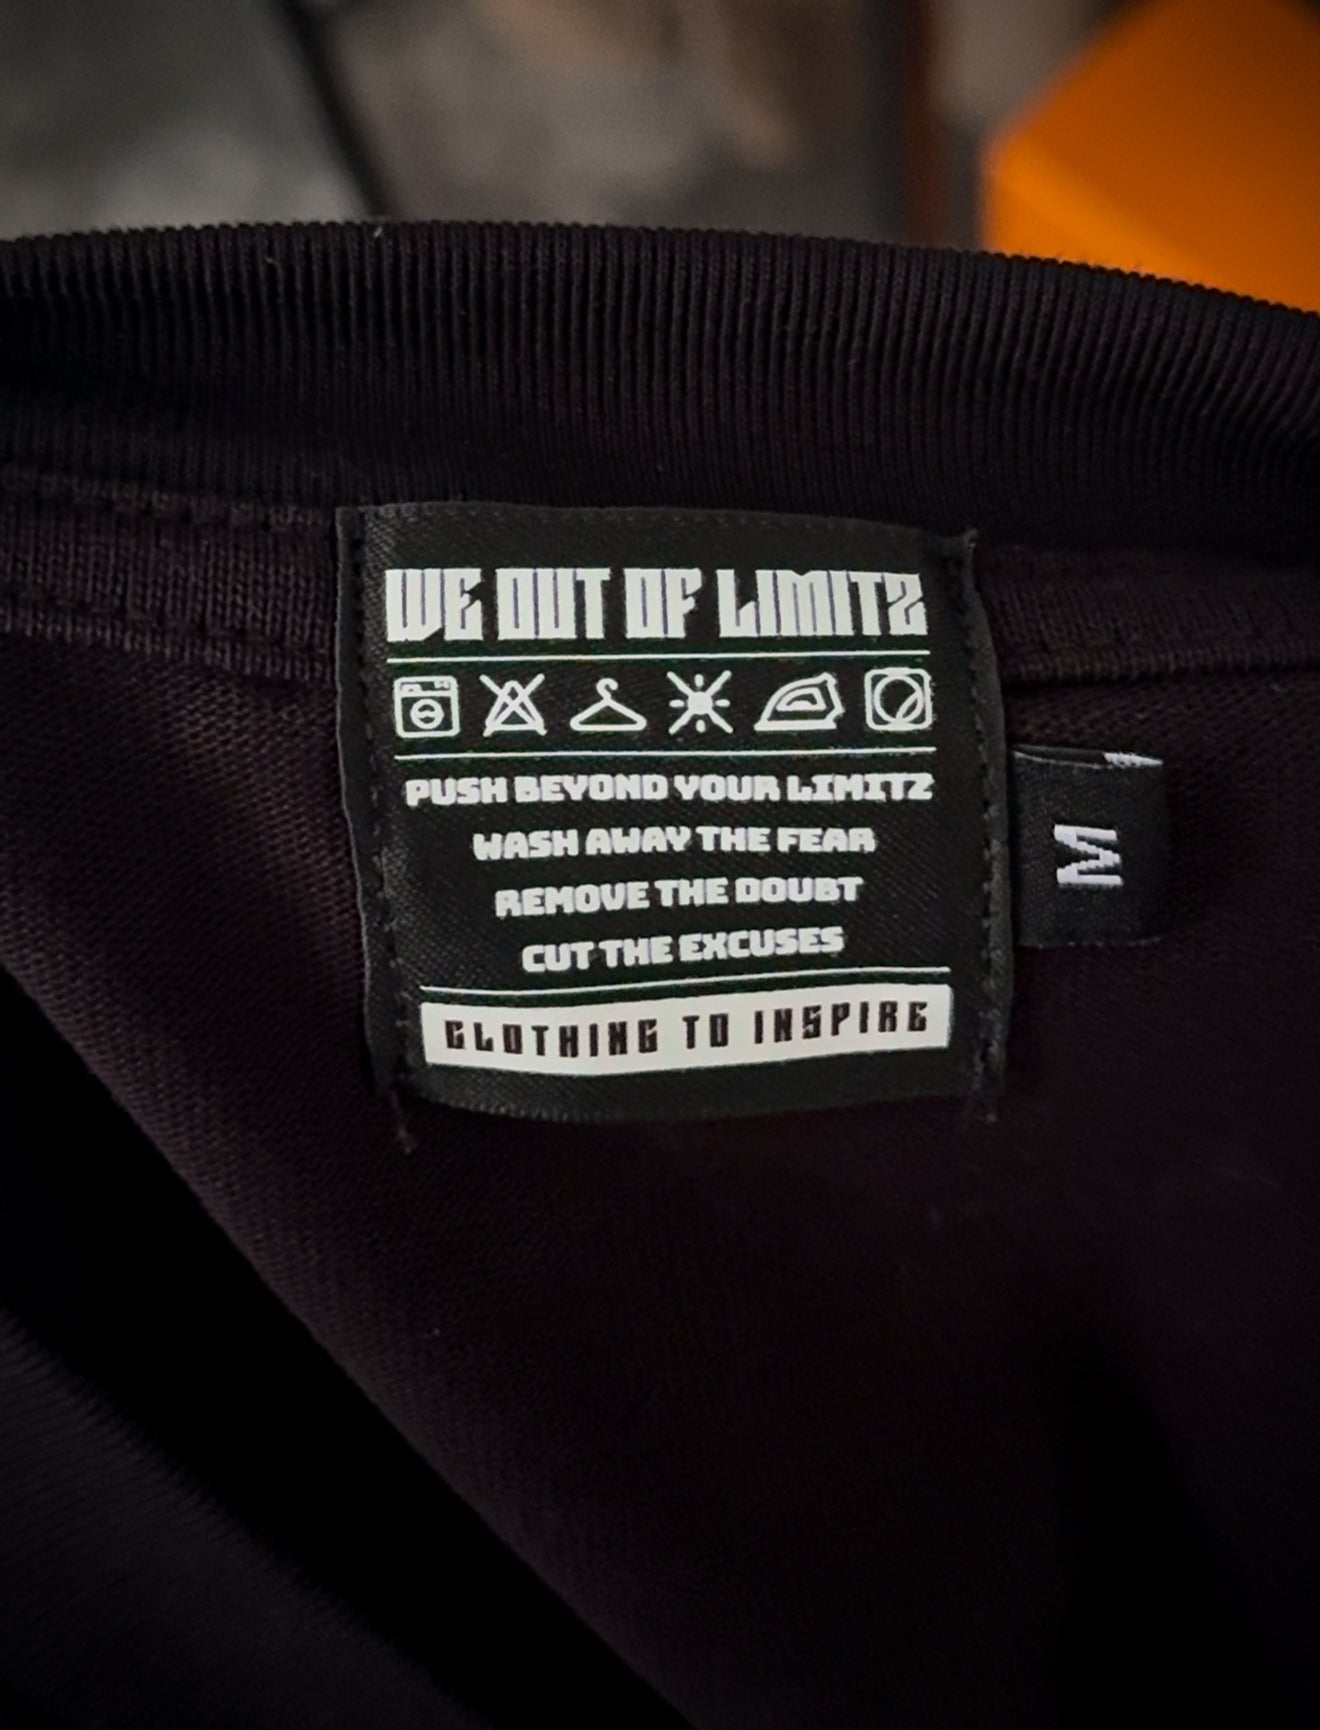 WE OUT OF LIMITZ
PUSH BEYOND YOUR LIMITZ
WASH AWAY THE FEAR
REMOVE THE DOUBT
CUT THE EXCUSES
CLOTHING TO INSPIRE
M